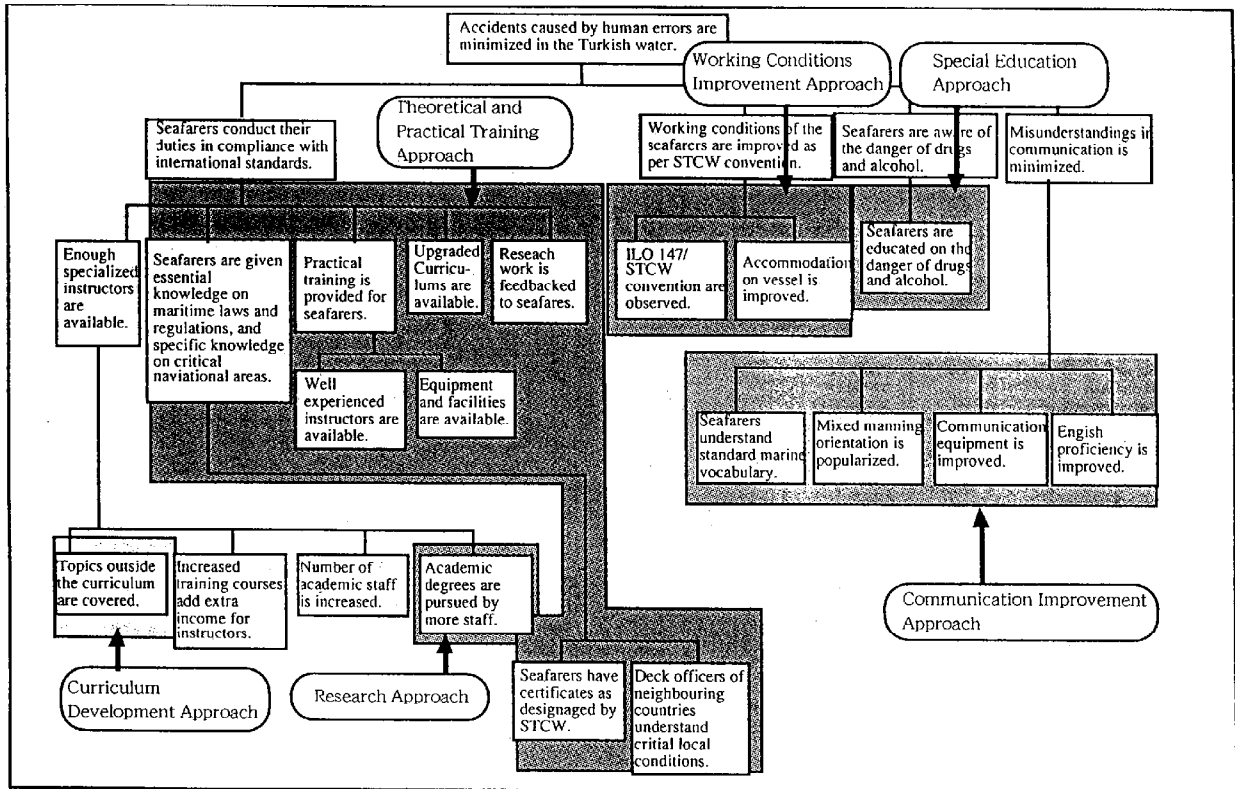 Accidents caused by human errors are
minimized in the Turkish water.
Working Conditions
Improvement Approach
Special Education
Approach
Theoretical and
Practical Training
Approach
Seafarers conduct their
duties in compliance with
international standards.
Working conditions of the
seafarers are improved as
per STCW convention.
Seafarers are aware of
the danger of drugs
and alcohol.
Misunderstandings in
communication is
minimized.
Enough
specialized
instructors
are
available.
Seafarers are given
essential
knowledge on
maritime laws and
regulations, and
specific knowledge
on critical
naviational areas.
Practical
training is
provided for
seafarers.
Upgraded
Curricu-
lums are
available.
Reseach
work is
feedbacked
to seafares.
ILO 147/
STCW
convention are
observed.
Accommodation
on vessel is
improved.
Seafarers are
educated on the
danger of drugs
and alcohol.
Well
experienced
instructors are
available.
Equipment
and facilities
are available.
Seafarers
understand
standard marine
vocabulary.
Mixed manning
orientation is
popularized.
Communication
equipment is
improved.
Engish
proficiency is
improved.
Topics outside
the curriculum
are covered.
Increased
training courses
add extra
income for
instructors.
Number of
academic staff
is increased.
Academic
degrees are
pursued by
more staff.
Communication Improvement
Approach
Curriculum
Development Approach
Research Approach
Seafarers have
certificates as
designaged by
STCW.
Deck officers of
neighbouring
countries
understand
critial local
conditions.